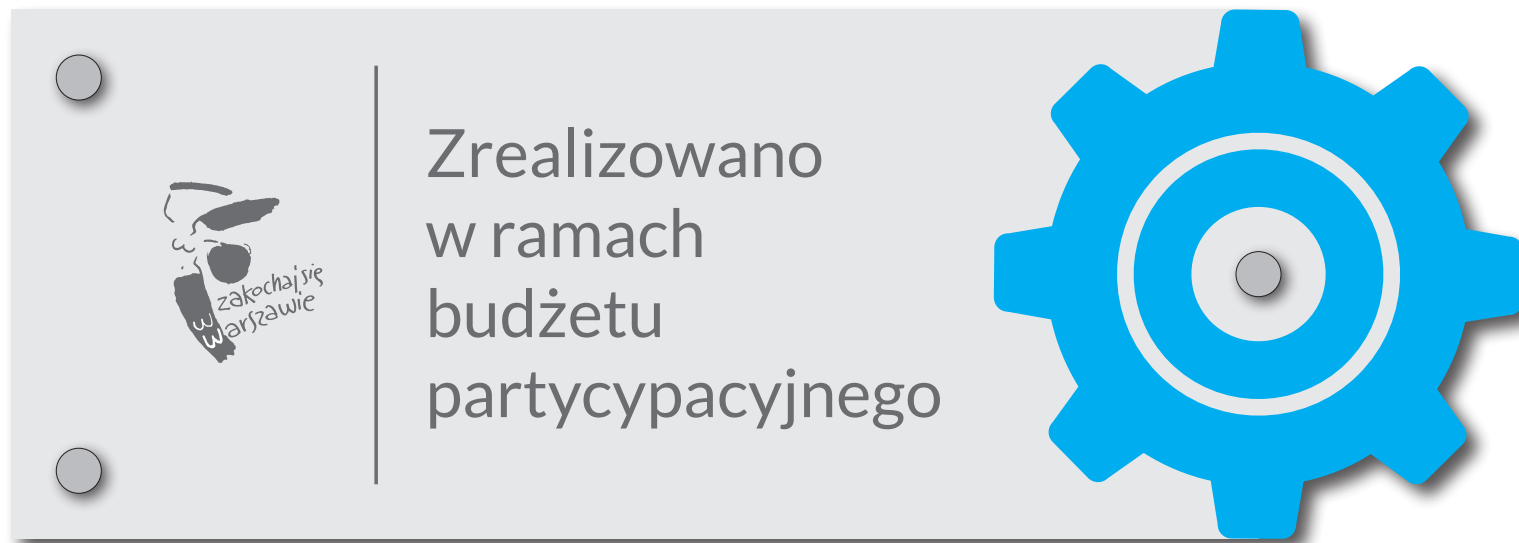 zakochaj się
w
warszawie
Zrealizowano
w ramach
budżetu
partycypacyjnego